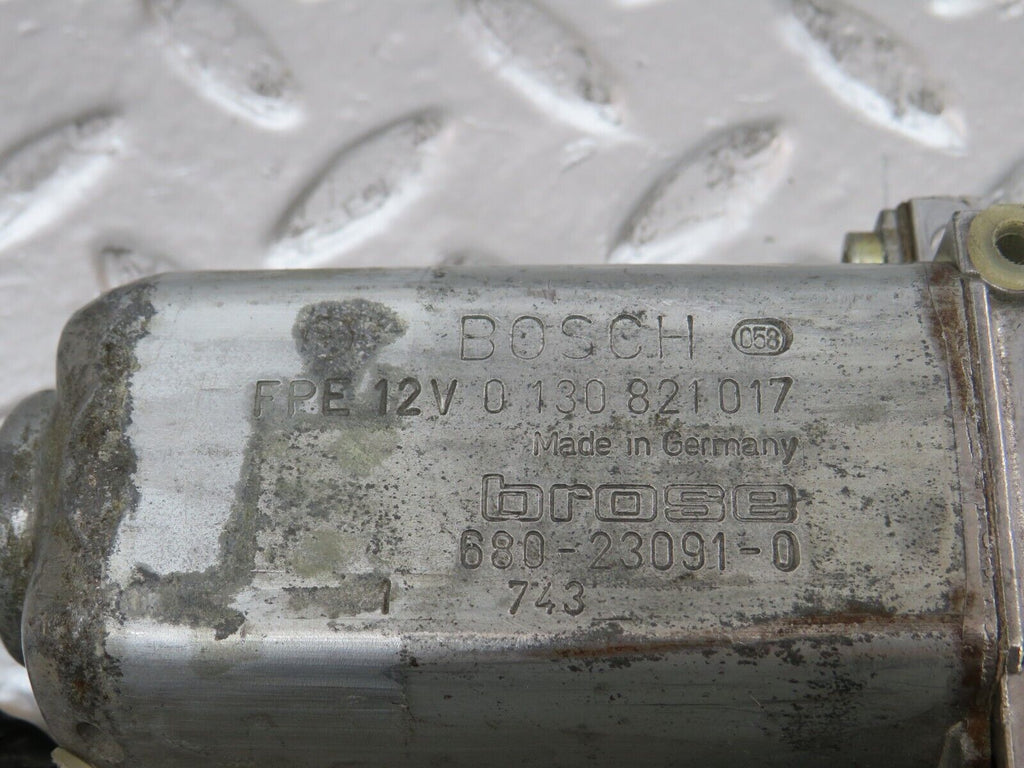 BOSCH 058
FPE 12V 0 130 821 017
Made in Germany
brose
680-23091-0
1 743